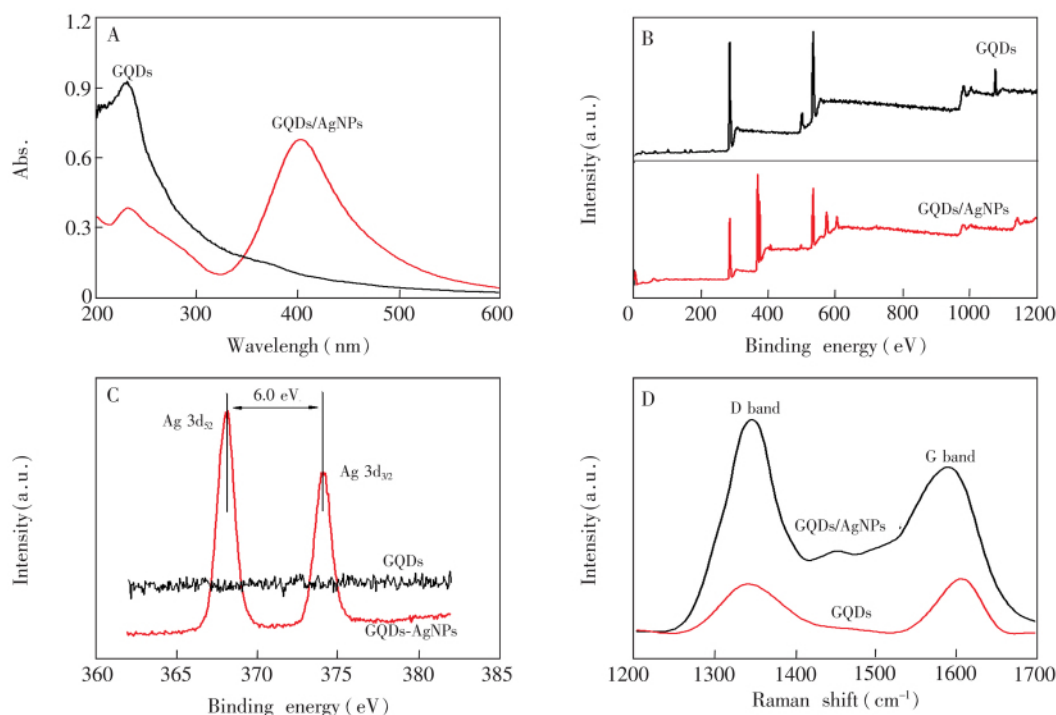 A
1.2
0.9
0.6
0.3
0
Abs.
GQDs
GQDs/AgNPs
200 300 400 500 600
Wavelengh ( nm )
B
Intensity ( a.u. )
GQDs
GQDs/AgNPs
0 200 400 600 800 1000 1200
Binding energy ( eV )
C
Intensity ( a.u. )
6.0 eV
Ag 3d52
Ag 3d3/2
GQDs
GQDs-AgNPs
360 365 370 375 380 385
Binding energy ( eV )
D
Intensity ( a.u. )
D band
G band
GQDs/AgNPs
GQDs
1200 1300 1400 1500 1600 1700
Raman shift ( cm⁻¹ )